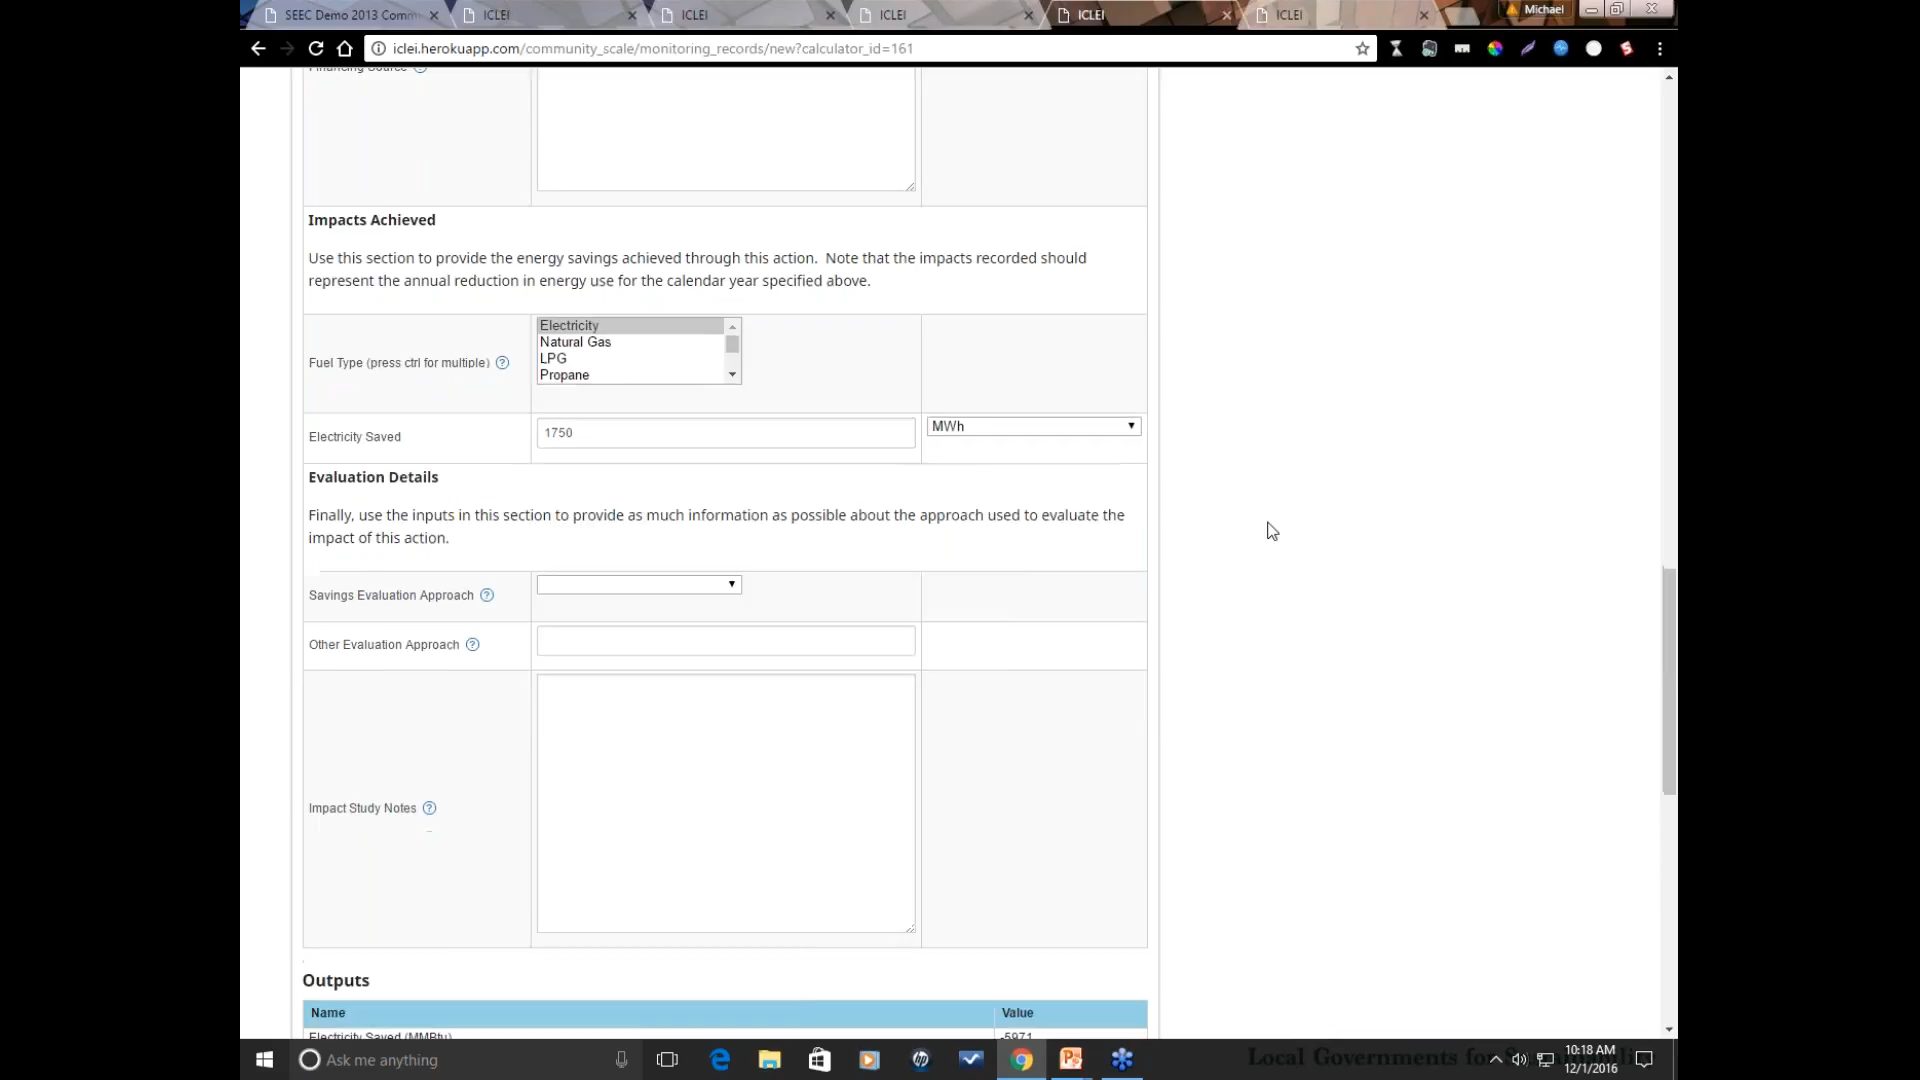 SEEC Demo 2013 Comm
ICLEI
ICLEI
ICLEI
ICLEI
ICLEI
Michael
iclei.herokuapp.com/community_scale/monitoring_records/new?calculator_id=161
Financing Source
Impacts Achieved
Use this section to provide the energy savings achieved through this action. Note that the impacts recorded should
represent the annual reduction in energy use for the calendar year specified above.
Fuel Type (press ctrl for multiple) ?
Electricity
Natural Gas
LPG
Propane
Electricity Saved
1750
MWh
Evaluation Details
Finally, use the inputs in this section to provide as much information as possible about the approach used to evaluate the
impact of this action.
Savings Evaluation Approach ?
Other Evaluation Approach ?
Impact Study Notes ?
Outputs
Name Value
Electricity Saved (MMBtu) -5971
Ask me anything
Local Governments for
10:18 AM
12/1/2016